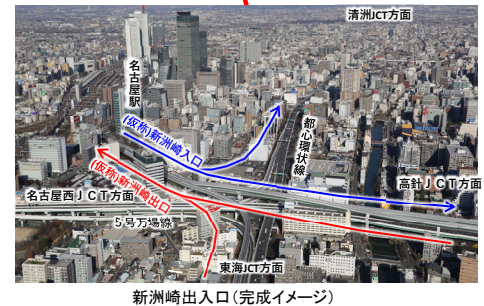 清洲JCT方面
名古屋駅
(仮称)新洲崎入口
都心環状線
高針JCT方面
(仮称)新洲崎出口
名古屋西JCT方面
5号万場線
東海JCT方面
新洲崎出入口(完成イメージ)